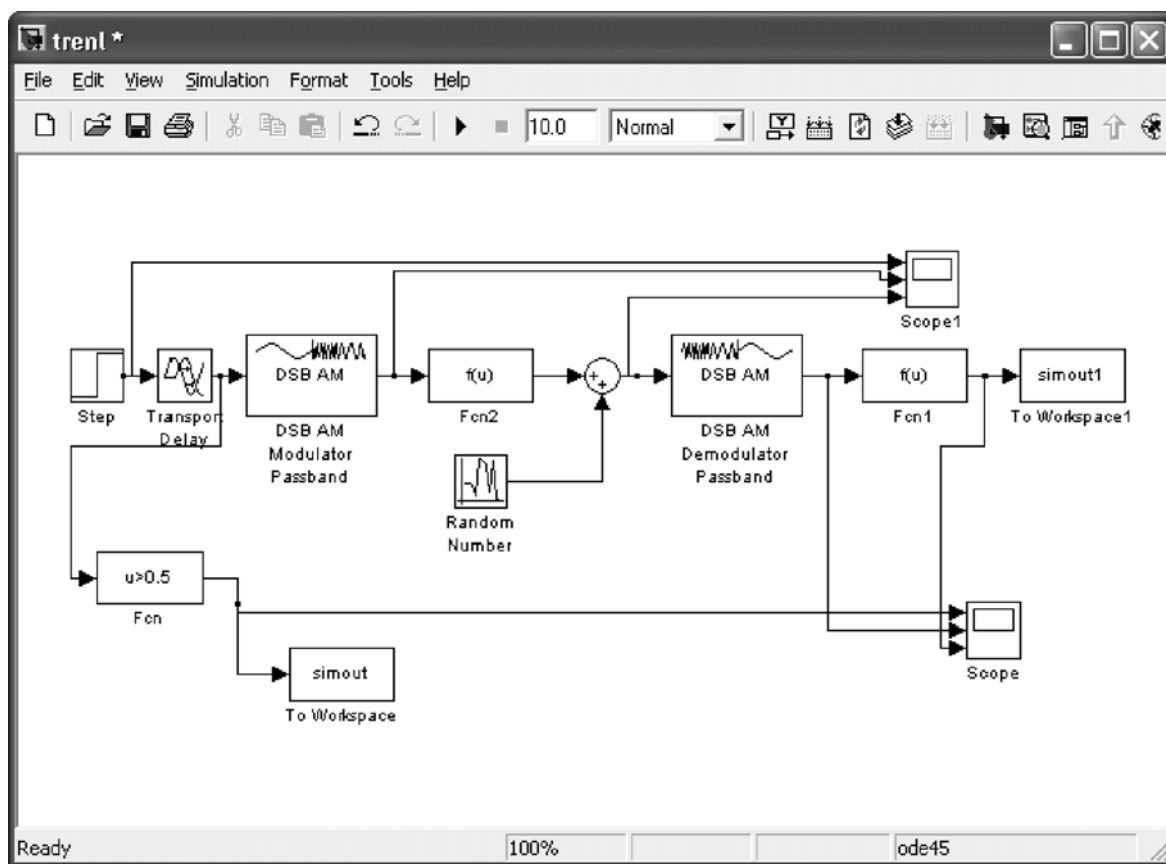 trenl *
File Edit View Simulation Format Tools Help
10.0 Normal
Scope1
DSB AM
f(u)
DSB AM
f(u)
simout1
Step
Transport
Delay
DSB AM
Modulator
Passband
Fcn2
DSB AM
Demodulator
Passband
Fcn1
To Workspace1
Random
Number
u>0.5
Fcn
simout
To Workspace
Scope
Ready 100% ode45